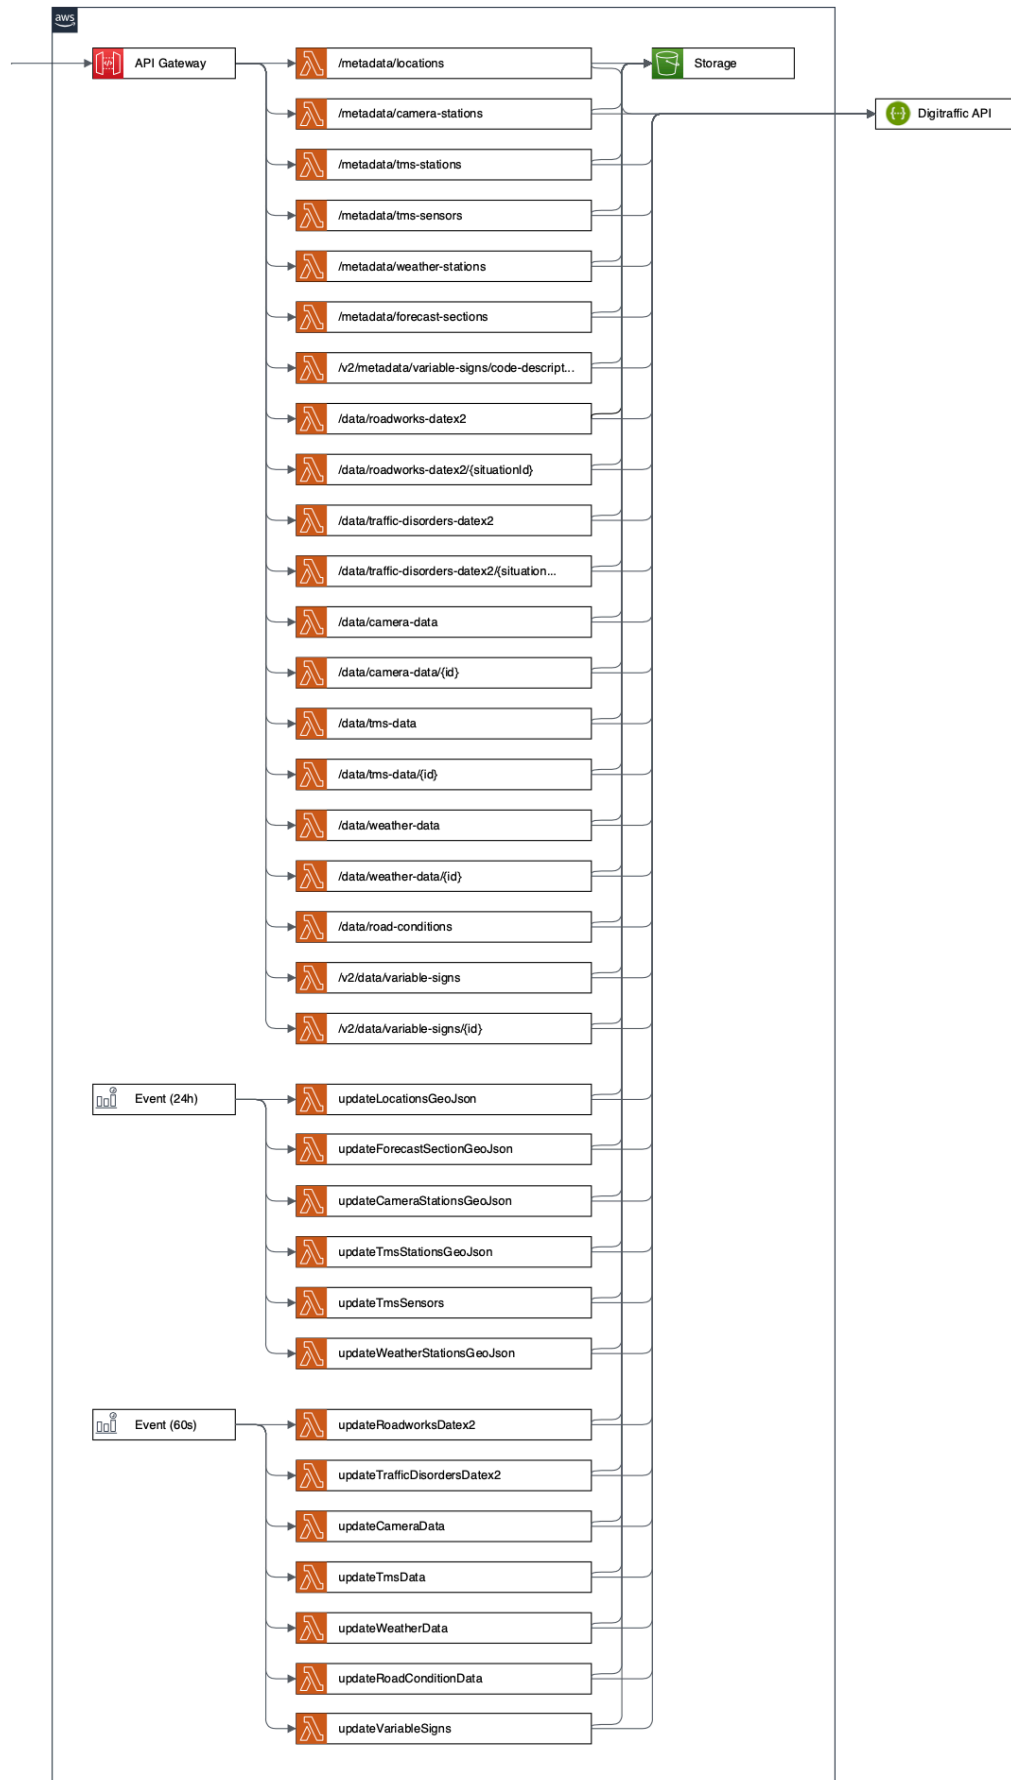 aws
API Gateway
/metadata/locations
Storage
/metadata/camera-stations
Digitraffic API
/metadata/tms-stations
/metadata/tms-sensors
/metadata/weather-stations
/metadata/forecast-sections
/v2/metadata/variable-signs/code-descript...
/data/roadworks-datex2
/data/roadworks-datex2/{situationId}
/data/traffic-disorders-datex2
/data/traffic-disorders-datex2/{situation...
/data/camera-data
/data/camera-data/{id}
/data/tms-data
/data/tms-data/{id}
/data/weather-data
/data/weather-data/{id}
/data/road-conditions
/v2/data/variable-signs
/v2/data/variable-signs/{id}
Event (24h)
updateLocationsGeoJson
updateForecastSectionGeoJson
updateCameraStationsGeoJson
updateTmsStationsGeoJson
updateTmsSensors
updateWeatherStationsGeoJson
Event (60s)
updateRoadworksDatex2
updateTrafficDisordersDatex2
updateCameraData
updateTmsData
updateWeatherData
updateRoadConditionData
updateVariableSigns